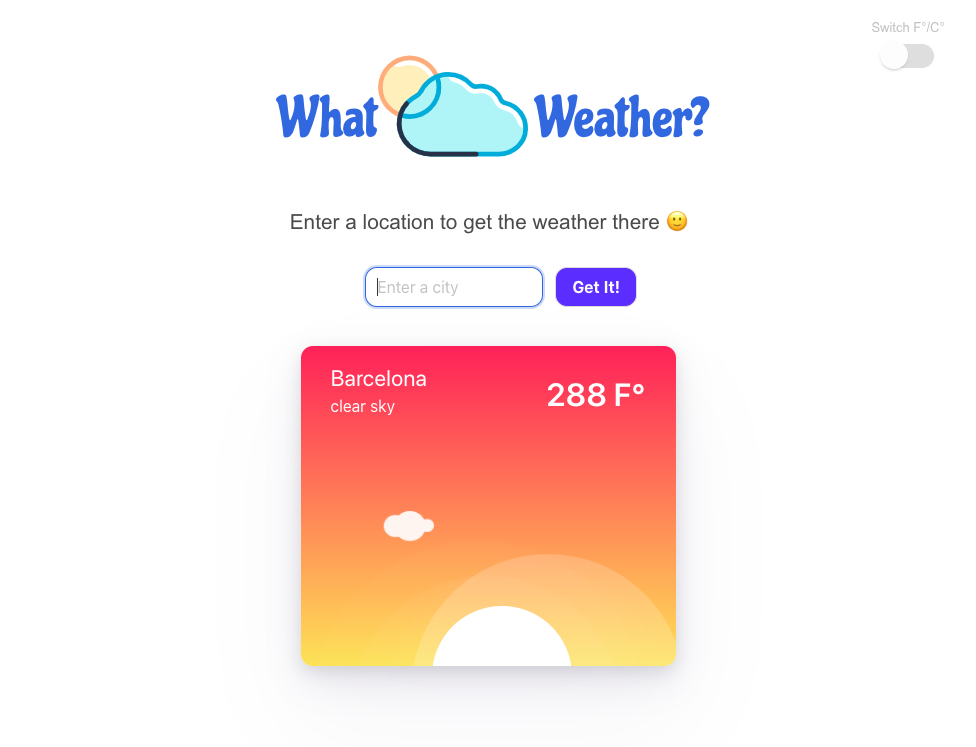 Switch F°/C°
What Weather?
Enter a location to get the weather there 🙂
Enter a city
Get It!
Barcelona
288 F°
clear sky